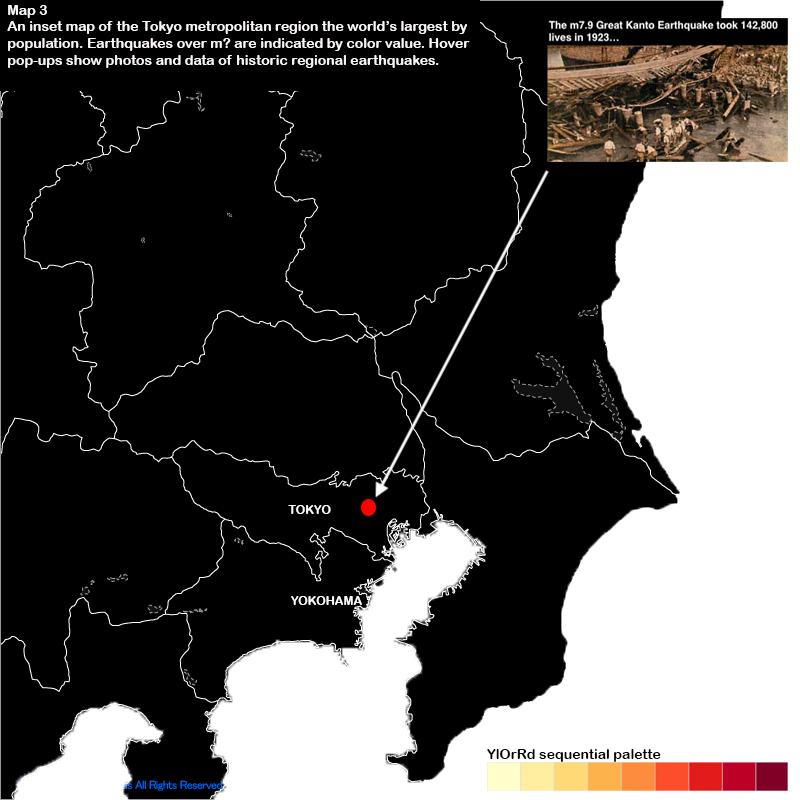 Map 3
An inset map of the Tokyo metropolitan region the world's largest by
population. Earthquakes over m? are indicated by color value. Hover
pop-ups show photos and data of historic regional earthquakes.
The m7.9 Great Kanto Earthquake took 142,800
lives in 1923...
TOKYO
YOKOHAMA
YlOrRd sequential palette
All Rights Reserved